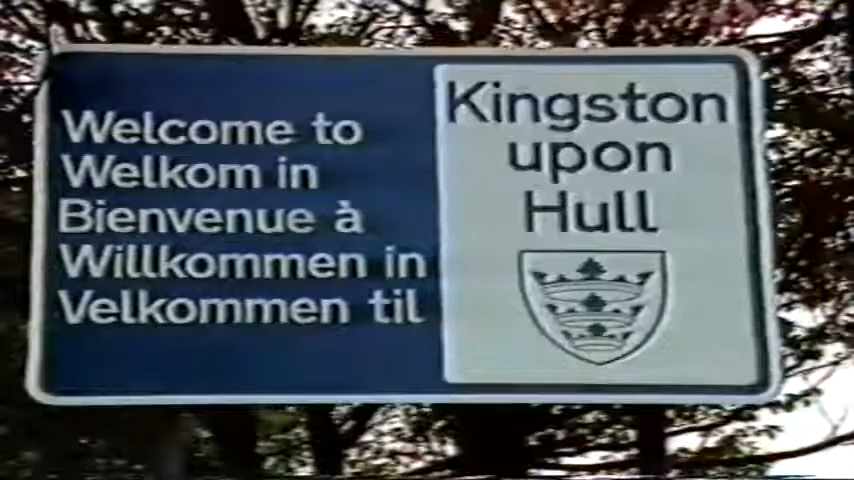 Welcome to
Welkom in
Bienvenue à
Willkommen in
Velkommen til
Kingston
upon
Hull